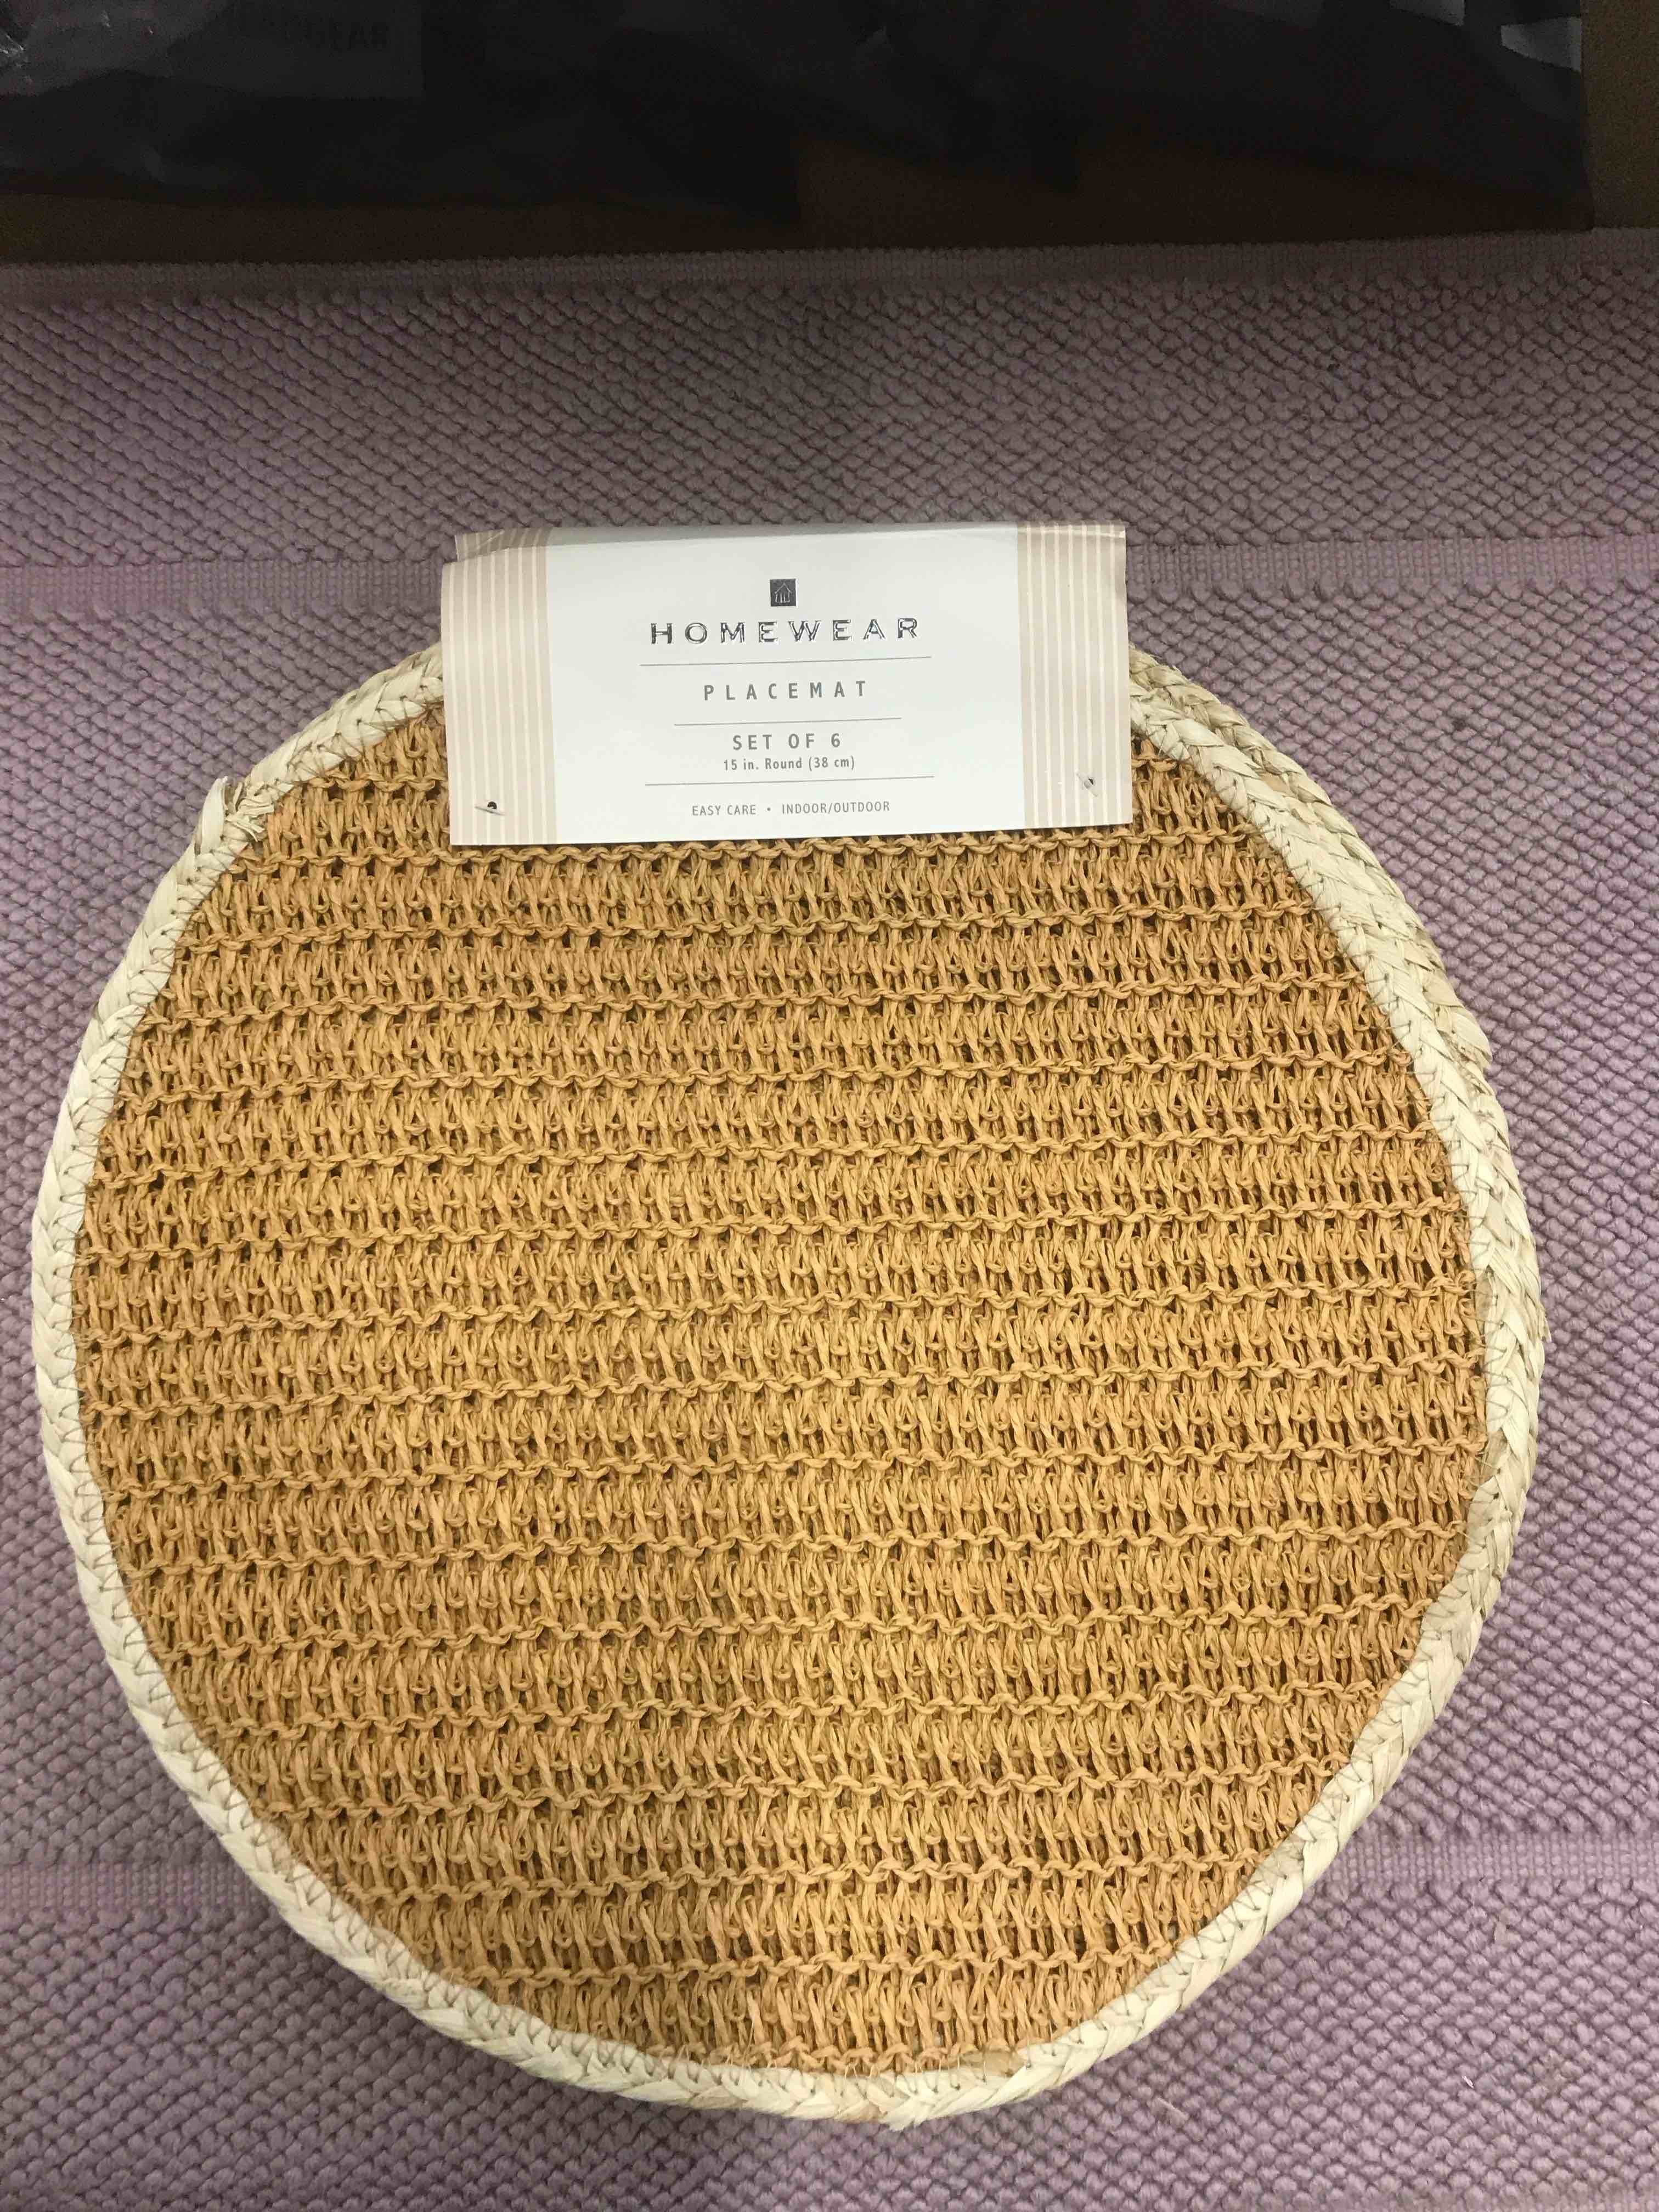 HOMEWEAR
PLACEMAT
SET OF 6
15 in. Round (38 cm)
EASY CARE • INDOOR/OUTDOOR